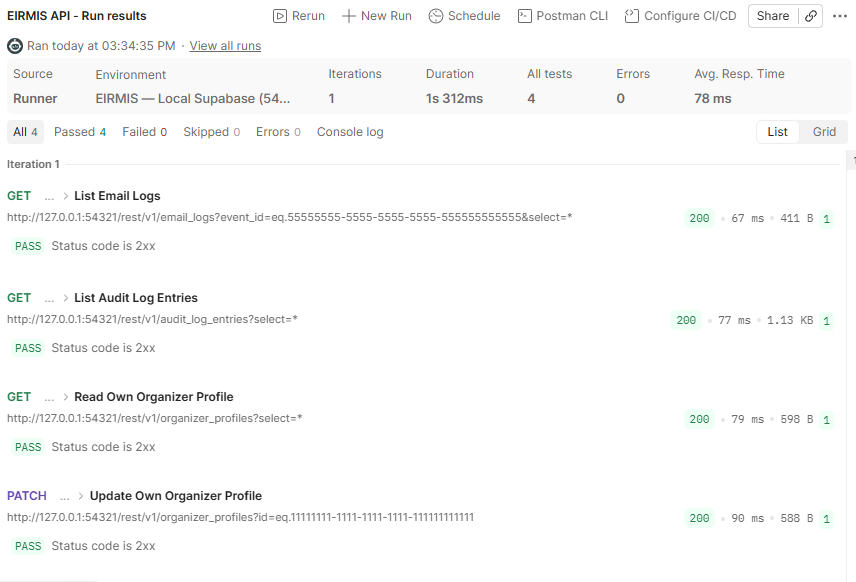 EIRMIS API - Run results
Rerun New Run Schedule Postman CLI Configure CI/CD Share
Ran today at 03:34:35 PM · View all runs
Source Environment Iterations Duration All tests Errors Avg. Resp. Time
Runner EIRMIS — Local Supabase (54... 1 1s 312ms 4 0 78 ms
All 4 Passed 4 Failed 0 Skipped 0 Errors 0 Console log List Grid
Iteration 1
1
GET ... > List Email Logs
http://127.0.0.1:54321/rest/v1/email_logs?event_id=eq.55555555-5555-5555-5555-555555555555&select=* 200 • 67 ms • 411 B 1
PASS Status code is 2xx
GET ... > List Audit Log Entries
http://127.0.0.1:54321/rest/v1/audit_log_entries?select=* 200 • 77 ms • 1.13 KB 1
PASS Status code is 2xx
GET ... > Read Own Organizer Profile
http://127.0.0.1:54321/rest/v1/organizer_profiles?select=* 200 • 79 ms • 598 B 1
PASS Status code is 2xx
PATCH ... > Update Own Organizer Profile
http://127.0.0.1:54321/rest/v1/organizer_profiles?id=eq.11111111-1111-1111-1111-111111111111 200 • 90 ms • 588 B 1
PASS Status code is 2xx